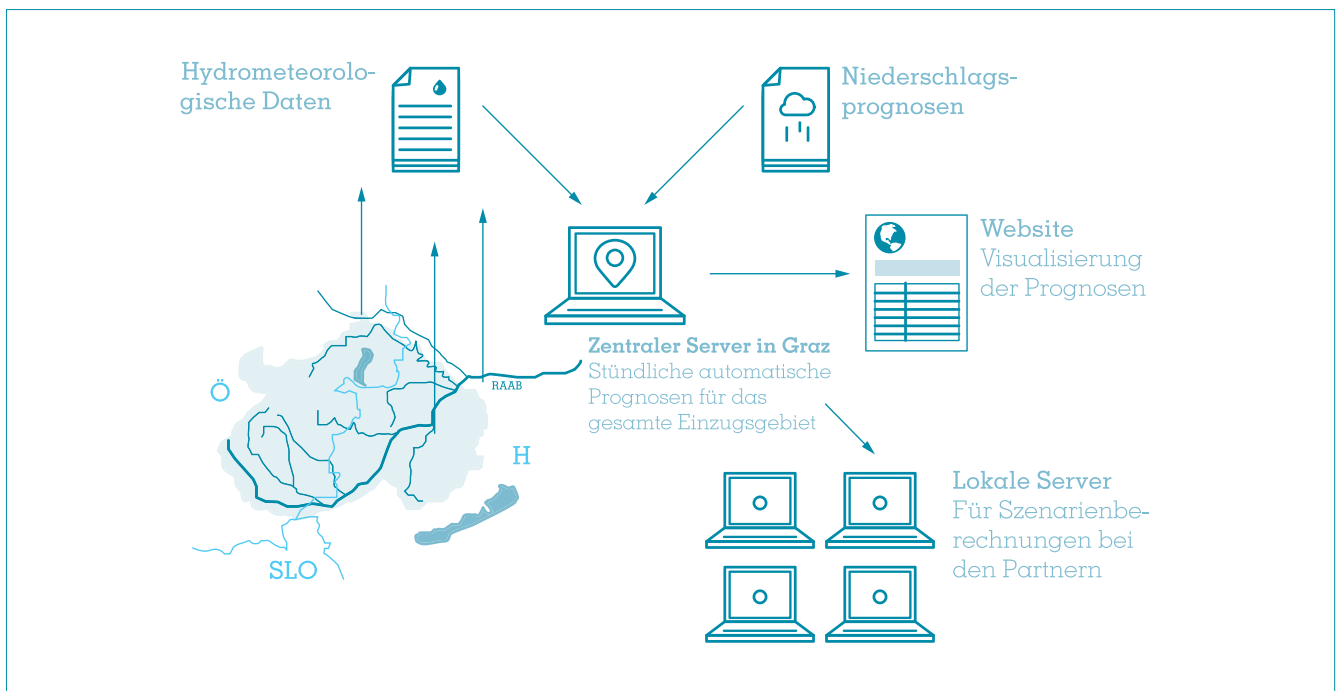 Hydrometeorolo-
gische Daten
Niederschlags-
prognosen
Website
Visualisierung
der Prognosen
Zentraler Server in Graz
Stündliche automatische
Prognosen für das
gesamte Einzugsgebiet
RAAB
Ö
H
SLO
Lokale Server
Für Szenarienbe-
rechnungen bei
den Partnern